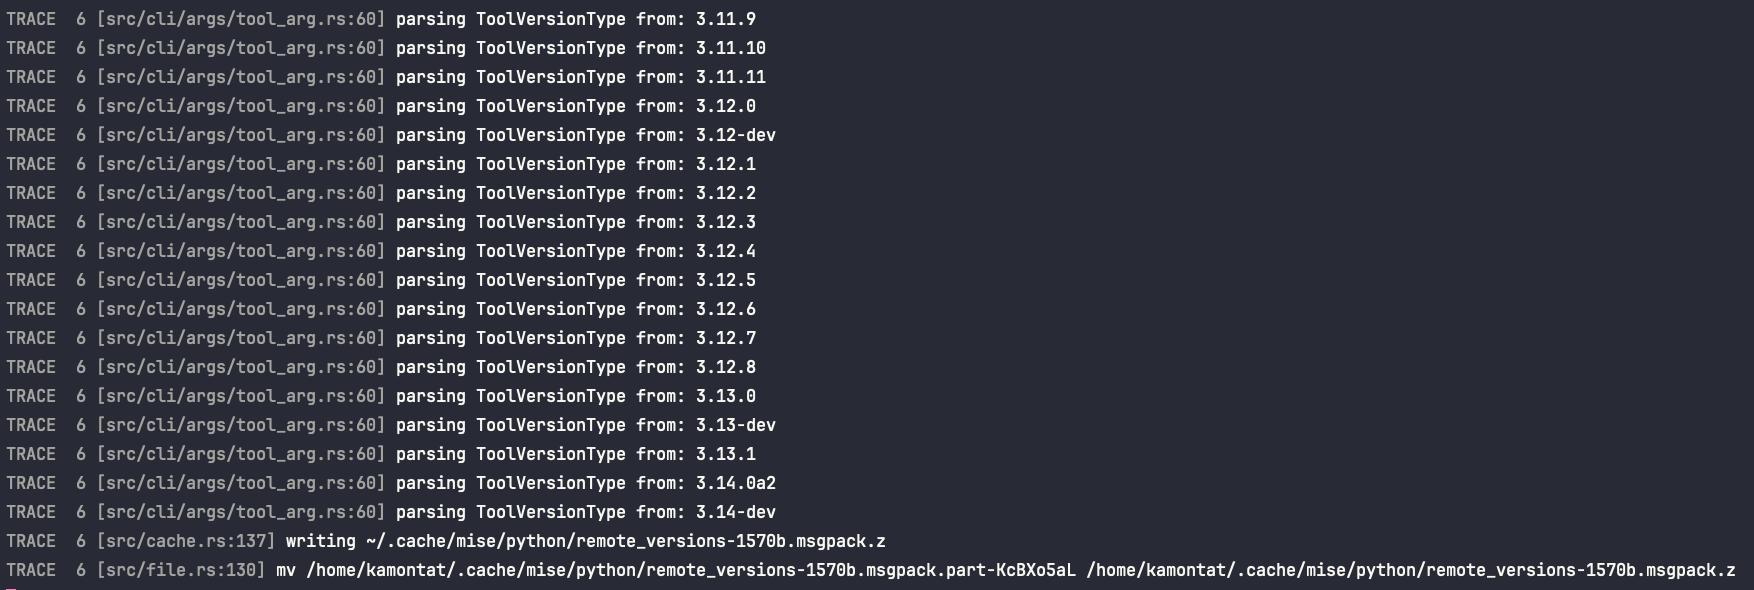 TRACE  6 [src/cli/args/tool_arg.rs:60] parsing ToolVersionType from: 3.11.9
TRACE  6 [src/cli/args/tool_arg.rs:60] parsing ToolVersionType from: 3.11.10
TRACE  6 [src/cli/args/tool_arg.rs:60] parsing ToolVersionType from: 3.11.11
TRACE  6 [src/cli/args/tool_arg.rs:60] parsing ToolVersionType from: 3.12.0
TRACE  6 [src/cli/args/tool_arg.rs:60] parsing ToolVersionType from: 3.12-dev
TRACE  6 [src/cli/args/tool_arg.rs:60] parsing ToolVersionType from: 3.12.1
TRACE  6 [src/cli/args/tool_arg.rs:60] parsing ToolVersionType from: 3.12.2
TRACE  6 [src/cli/args/tool_arg.rs:60] parsing ToolVersionType from: 3.12.3
TRACE  6 [src/cli/args/tool_arg.rs:60] parsing ToolVersionType from: 3.12.4
TRACE  6 [src/cli/args/tool_arg.rs:60] parsing ToolVersionType from: 3.12.5
TRACE  6 [src/cli/args/tool_arg.rs:60] parsing ToolVersionType from: 3.12.6
TRACE  6 [src/cli/args/tool_arg.rs:60] parsing ToolVersionType from: 3.12.7
TRACE  6 [src/cli/args/tool_arg.rs:60] parsing ToolVersionType from: 3.12.8
TRACE  6 [src/cli/args/tool_arg.rs:60] parsing ToolVersionType from: 3.13.0
TRACE  6 [src/cli/args/tool_arg.rs:60] parsing ToolVersionType from: 3.13-dev
TRACE  6 [src/cli/args/tool_arg.rs:60] parsing ToolVersionType from: 3.13.1
TRACE  6 [src/cli/args/tool_arg.rs:60] parsing ToolVersionType from: 3.14.0a2
TRACE  6 [src/cli/args/tool_arg.rs:60] parsing ToolVersionType from: 3.14-dev
TRACE  6 [src/cache.rs:137] writing ~/.cache/mise/python/remote_versions-1570b.msgpack.z
TRACE  6 [src/file.rs:130] mv /home/kamontat/.cache/mise/python/remote_versions-1570b.msgpack.part-KcBXo5aL /home/kamontat/.cache/mise/python/remote_versions-1570b.msgpack.z